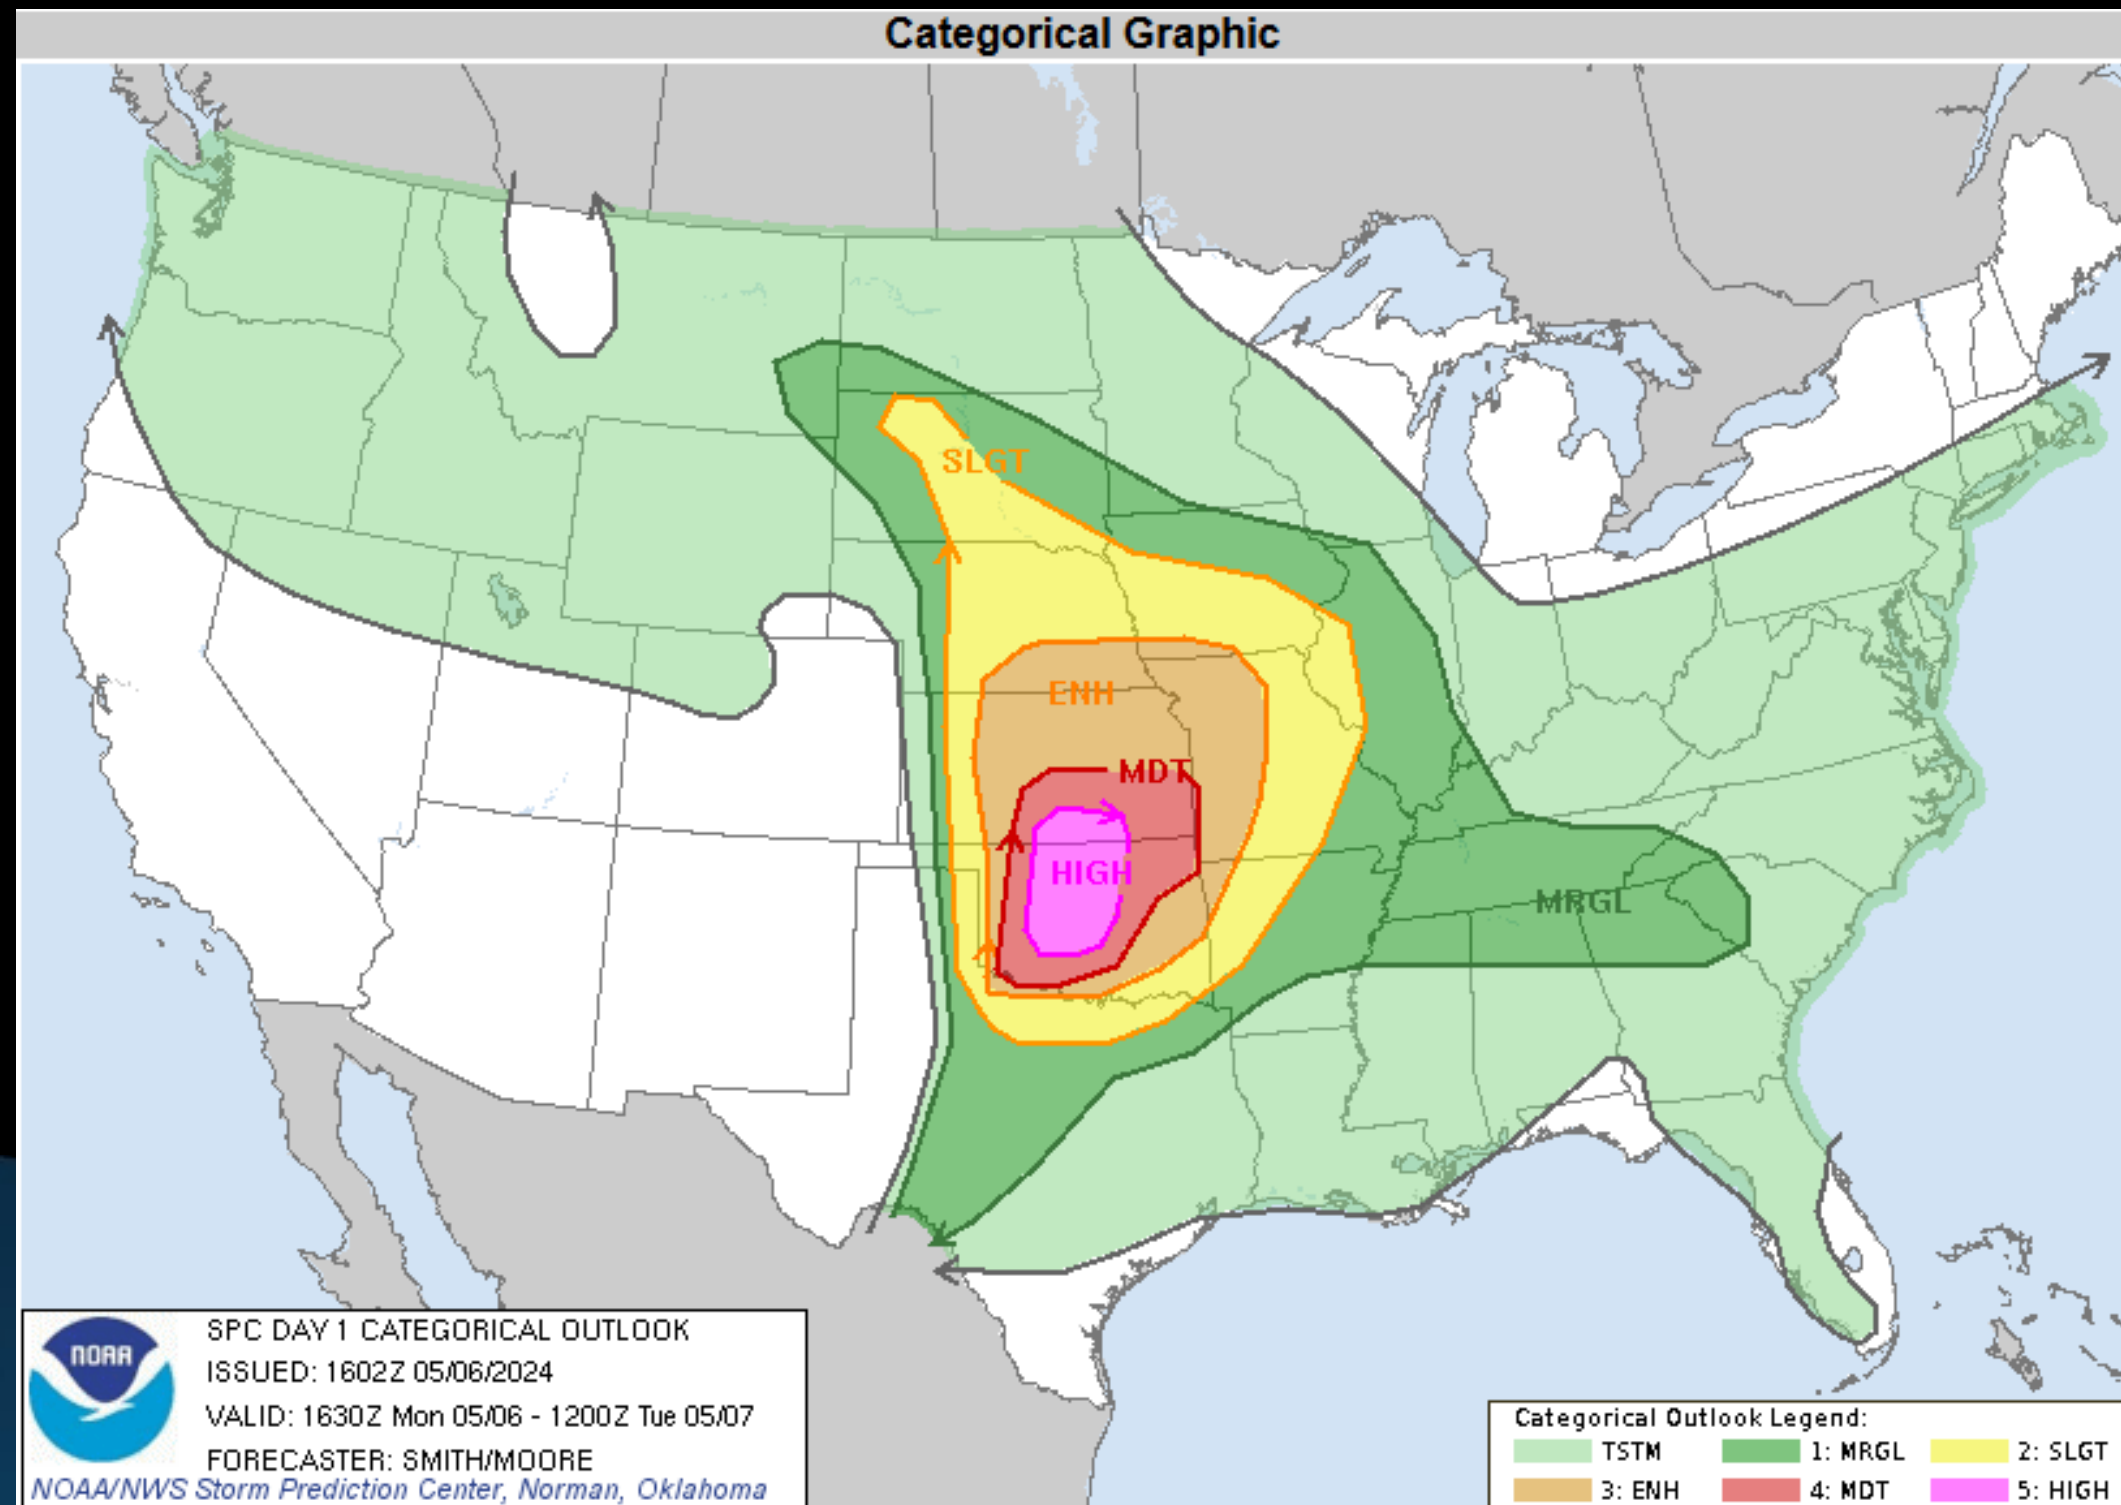 Categorical Graphic
SLGT
ENH
MDT
HIGH
MRGL
NOAA
SPC DAY 1 CATEGORICAL OUTLOOK
ISSUED: 1602Z 05/06/2024
VALID: 1630Z Mon 05/06 - 1200Z Tue 05/07
FORECASTER: SMITH/MOORE
NOAA/NWS Storm Prediction Center, Norman, Oklahoma
Categorical Outlook Legend:
TSTM 1: MRGL 2: SLGT
3: ENH 4: MDT 5: HIGH